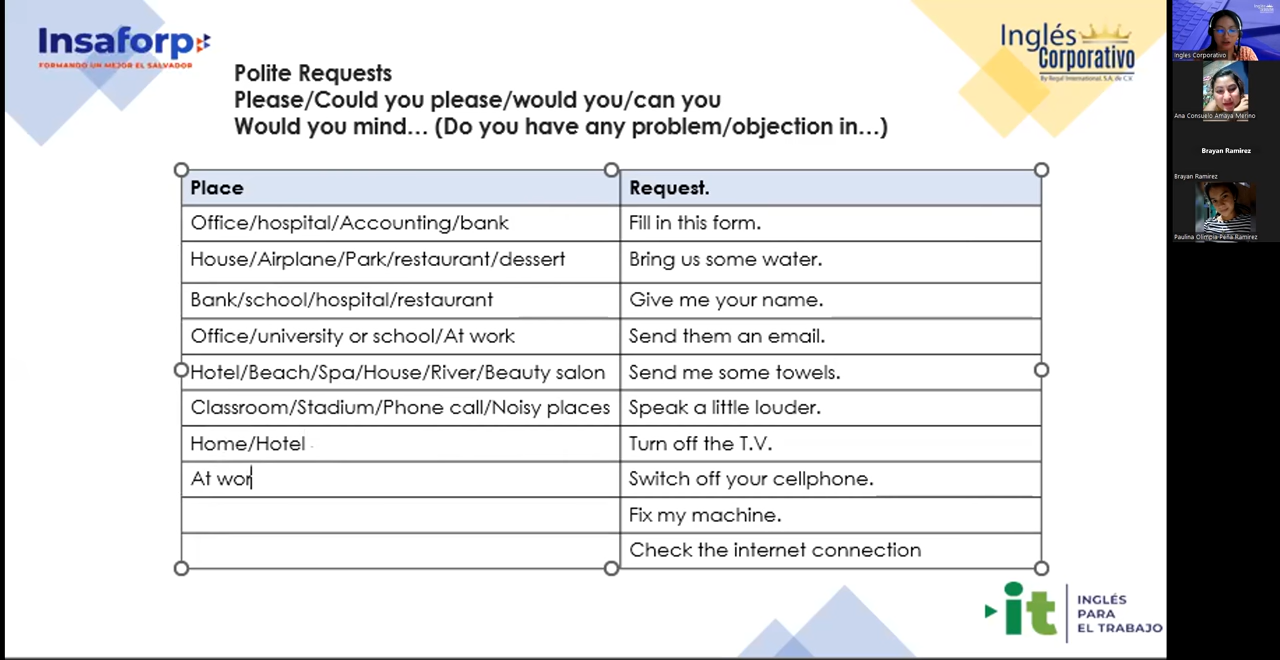 Insaforp
FORMANDO UN MEJOR EL SALVADOR
Inglés
Corporativo
By Regal International, S.A. de C.V.
Polite Requests
Please/Could you please/would you/can you
Would you mind... (Do you have any problem/objection in...)
Place Request.
Office/hospital/Accounting/bank Fill in this form.
House/Airplane/Park/restaurant/dessert Bring us some water.
Bank/school/hospital/restaurant Give me your name.
Office/university or school/At work Send them an email.
Hotel/Beach/Spa/House/River/Beauty salon Send me some towels.
Classroom/Stadium/Phone call/Noisy places Speak a little louder.
Home/Hotel Turn off the T.V.
At wor Switch off your cellphone.
Fix my machine.
Check the internet connection
it
INGLÉS
PARA
EL TRABAJO
Ingles Corporativo
Ana Consuelo Amaya Merino
Brayan Ramirez
Brayan Ramirez
Paulina Olimpia Peña Ramirez